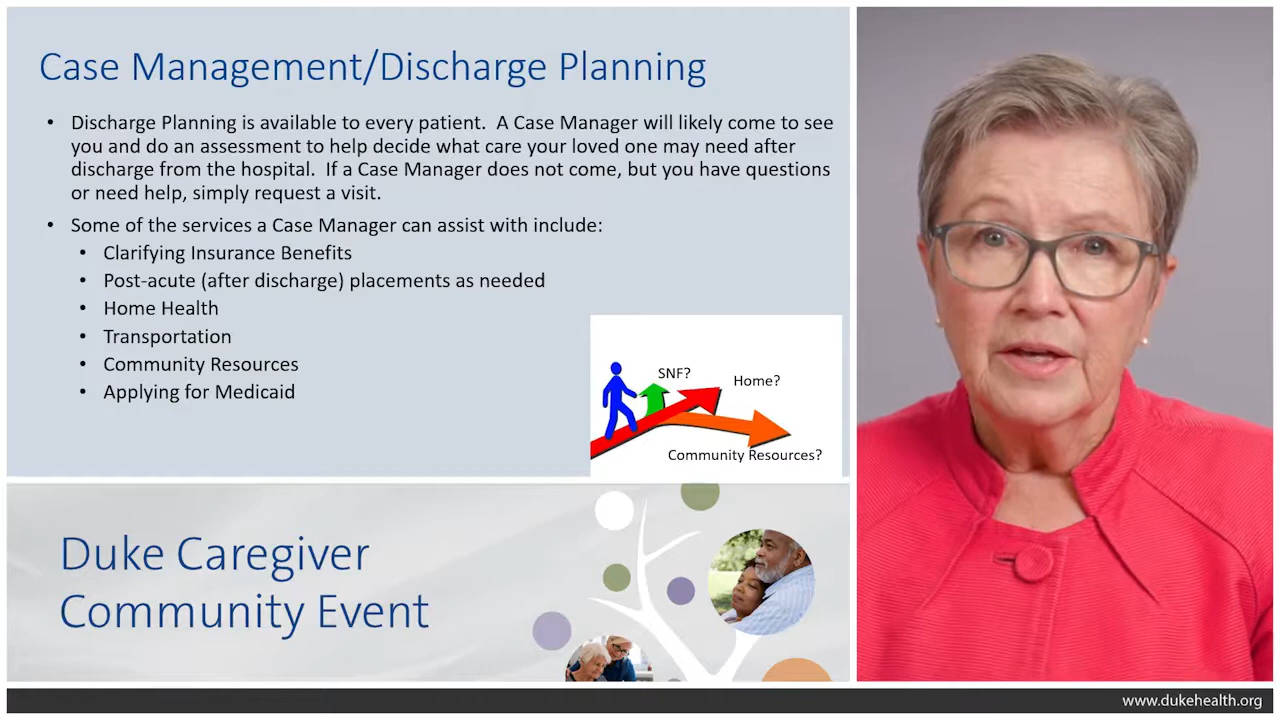 Case Management/Discharge Planning
• Discharge Planning is available to every patient.  A Case Manager will likely come to see
you and do an assessment to help decide what care your loved one may need after
discharge from the hospital.  If a Case Manager does not come, but you have questions
or need help, simply request a visit.
• Some of the services a Case Manager can assist with include:
• Clarifying Insurance Benefits
• Post-acute (after discharge) placements as needed
• Home Health
• Transportation
• Community Resources
• Applying for Medicaid
SNF?
Home?
Community Resources?
Duke Caregiver
Community Event
www.dukehealth.org